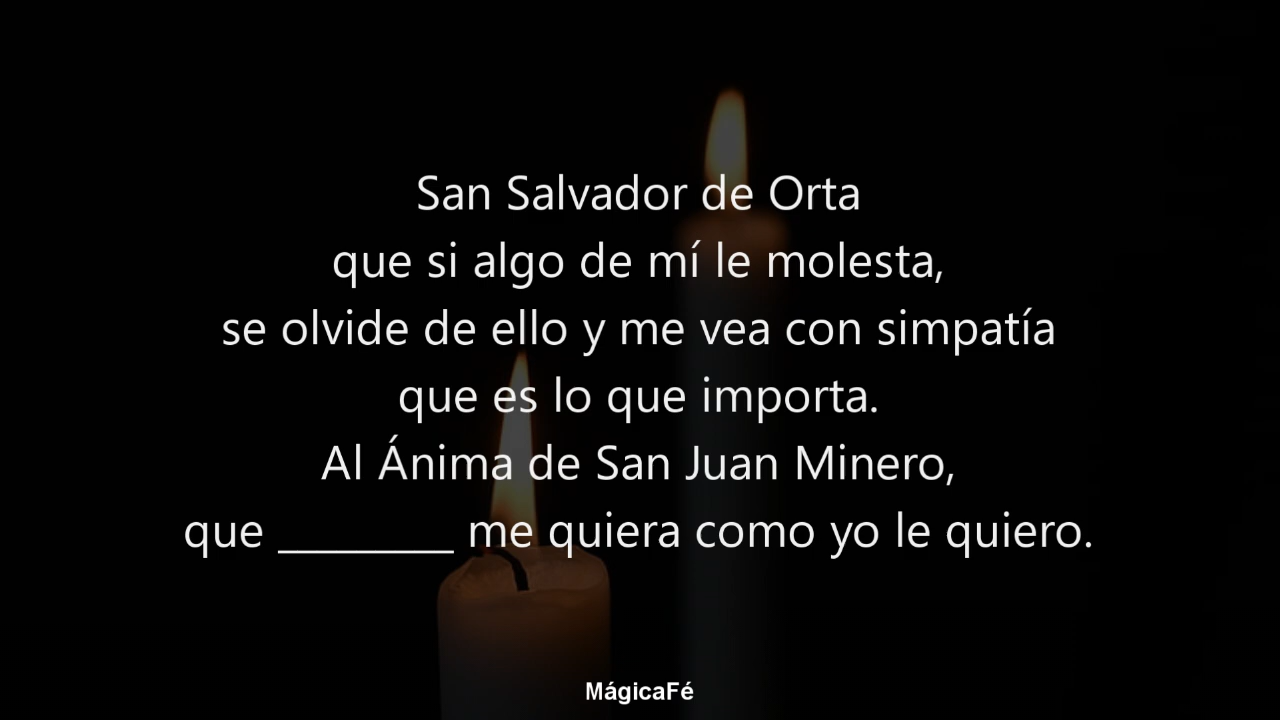 San Salvador de Orta
que si algo de mí le molesta,
se olvide de ello y me vea con simpatía
que es lo que importa.
Al Ánima de San Juan Minero,
que _________ me quiera como yo le quiero.
MágicaFé